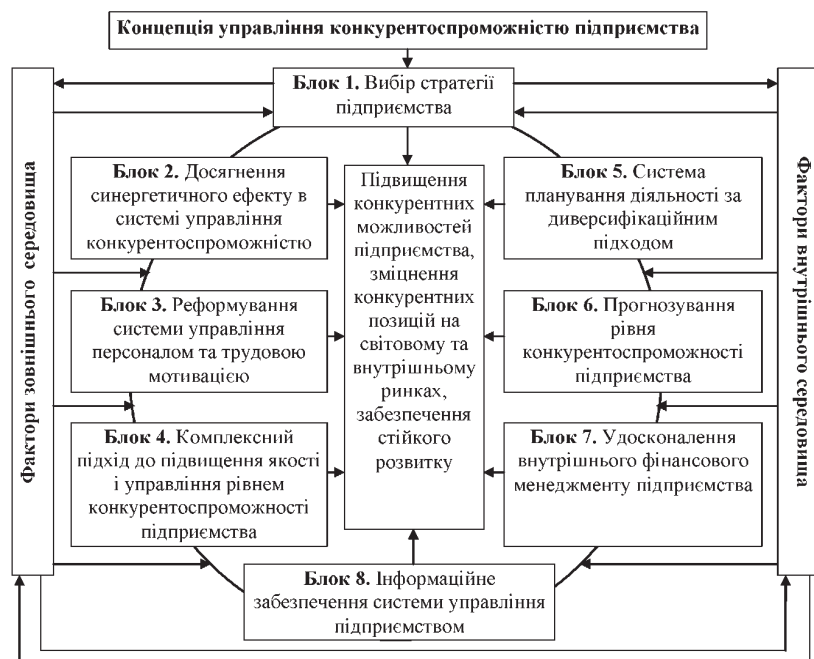 Концепція управління конкурентоспроможністю підприємства
Блок 1. Вибір стратегії
підприємства
Фактори зовнішнього середовища
Блок 2. Досягнення
синергетичного ефекту в
системі управління
конкурентоспроможністю
Блок 3. Реформування
системи управління
персоналом та трудовою
мотивацією
Блок 4. Комплексний
підхід до підвищення якості
і управління рівнем
конкурентоспроможності
підприємства
Підвищення
конкурентних
можливостей
підприємства,
зміцнення
конкурентних
позицій на
світовому та
внутрішньому
ринках,
забезпечення
стійкого
розвитку
Блок 5. Система
планування діяльності за
диверсифікаційним
підходом
Блок 6. Прогнозування
рівня
конкурентоспроможності
підприємства
Блок 7. Удосконалення
внутрішнього фінансового
менеджменту підприємства
Фактори внутрішнього середовища
Блок 8. Інформаційне
забезпечення системи управління
підприємством